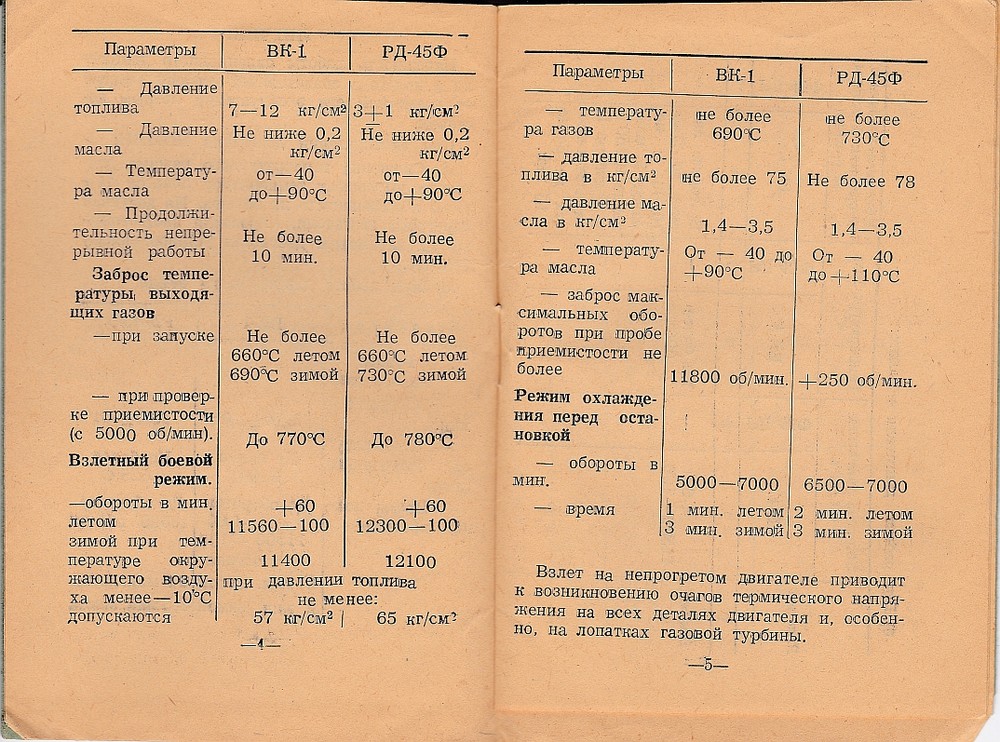 Параметры ВК-1 РД-45Ф
— Давление
топлива 7—12 кг/см² 3+1 кг/см²
— Давление Не ниже 0,2 Не ниже 0,2
масла кг/см² кг/см²
— Температу- от—40 от—40
ра масла до+90°С до+90°С
— Продолжи-
тельность непре- Не более Не более
рывной работы 10 мин. 10 мин.
Заброс темпе-
ратуры, выходя-
щих газов
—при запуске Не более Не более
660°С летом 660°С летом
690°С зимой 730°С зимой
— при провер-
ке приемистости
(с 5000 об/мин). До 770°С До 780°С
Взлетный боевой
режим.
—обороты в мин. +60 +60
летом 11560—100 12300—100
зимой при тем-
пературе окру- 11400 12100
жающего возду- при давлении топлива
ха менее—10°С не менее:
допускаются 57 кг/см² 65 кг/см²
—4—
Параметры ВК-1 РД-45Ф
— температу- не более не более
ра газов 690°С 730°С
— давление то-
плива в кг/см² не более 75 Не более 78
— давление ма-
сла в кг/см² 1,4—3,5 1,4—3,5
— температу- От — 40 до От — 40
ра масла +90°С до+110°С
— заброс мак-
симальных обо-
ротов при пробе
приемистости не
более 11800 об/мин. +250 об/мин.
Режим охлажде-
ния перед оста-
новкой
— обороты в
мин. 5000—7000 6500—7000
— время 1 мин. летом 2 мин. летом
3 мин. зимой 3 мин. зимой
Взлет на непрогретом двигателе приводит
к возникновению очагов термического напря-
жения на всех деталях двигателя и, особен-
но, на лопатках газовой турбины.
—5—